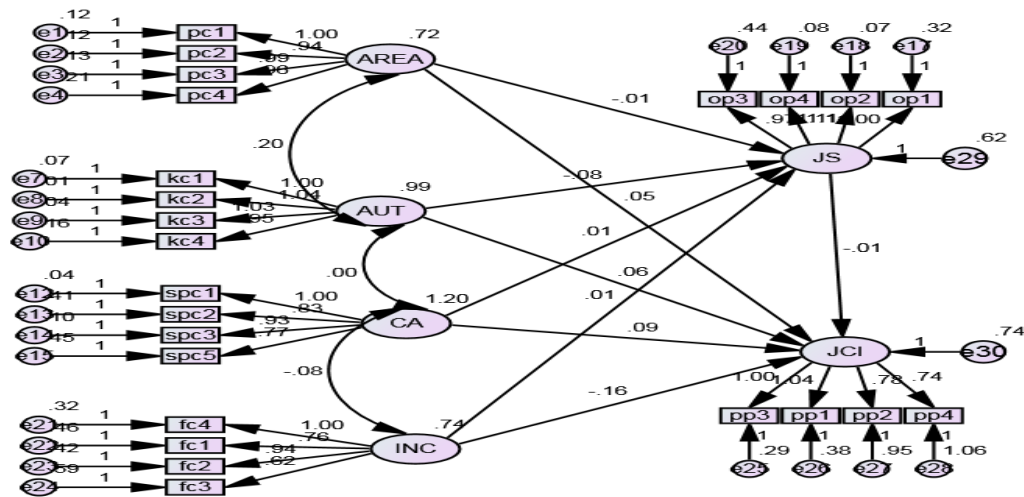 .12
e1 1 pc1 1.00 .72
.12
e2 1 pc2 .94 AREA
.13
e3 1 pc3 .99
.21
e4 1 pc4 .98
.44 .08 .07 .32
e20 e19 e18 e17
1 1 1 1
op3 op4 op2 op1
.97 1.00
-.01
.62
JS 1 e29
.20
.07
e7 1 kc1 1.00 .99
.01
e8 1 kc2 1.04 AUT
.04
e9 1 kc3 1.03
.16
e10 1 kc4 .95
-.08
.05
.01
-.01
.00
.06
.01
.04
e12 1 spc1 1.00 1.20
.41
e13 1 spc2 .83 CA
.10
e14 1 spc3 .93
.45
e15 1 spc5 .77
.09
.74
JCI 1 e30
-.08
-.16
1.00 1.04 .78 .74
pp3 pp1 pp2 pp4
1 1 1 1
.29 .38 .95 1.06
e25 e26 e27 e28
.32
e21 1 fc4 1.00 .74
.46
e22 1 fc1 .76 INC
.42
e23 1 fc2 .94
.59
e24 1 fc3 .62